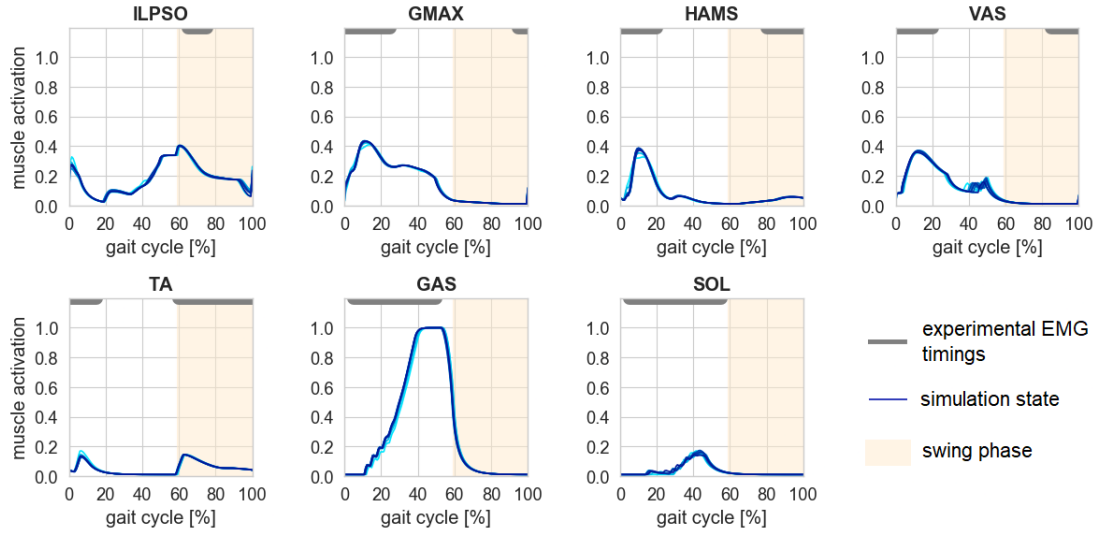 ILPSO
GMAX
HAMS
VAS
muscle activation
1.0
0.8
0.6
0.4
0.2
0.0
0 20 40 60 80 100
gait cycle [%]
1.0
0.8
0.6
0.4
0.2
0.0
0 20 40 60 80 100
gait cycle [%]
1.0
0.8
0.6
0.4
0.2
0.0
0 20 40 60 80 100
gait cycle [%]
1.0
0.8
0.6
0.4
0.2
0.0
0 20 40 60 80 100
gait cycle [%]
TA
GAS
SOL
muscle activation
1.0
0.8
0.6
0.4
0.2
0.0
0 20 40 60 80 100
gait cycle [%]
1.0
0.8
0.6
0.4
0.2
0.0
0 20 40 60 80 100
gait cycle [%]
1.0
0.8
0.6
0.4
0.2
0.0
0 20 40 60 80 100
gait cycle [%]
experimental EMG
timings
simulation state
swing phase